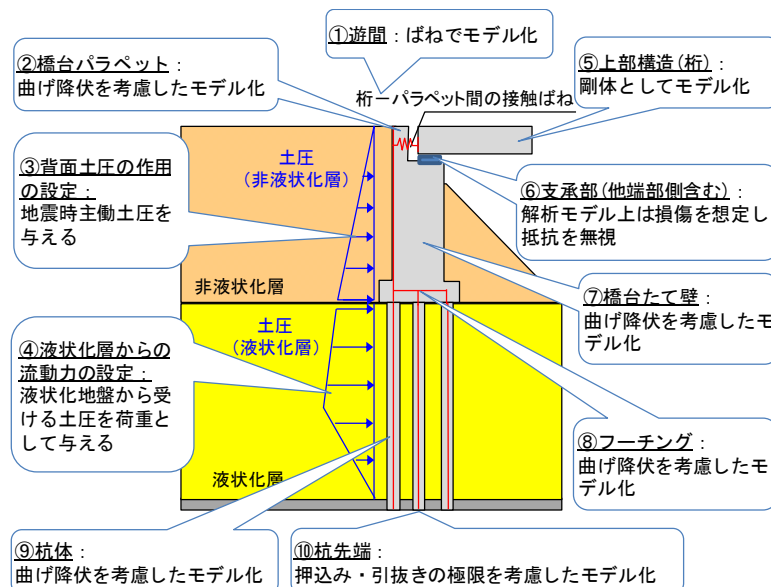 ①遊間：ばねでモデル化
②橋台パラペット：
曲げ降伏を考慮したモデル化
⑤上部構造(桁)：
剛体としてモデル化
桁－パラペット間の接触ばね
③背面土圧の作用
の設定：
地震時主働土圧を
与える
土圧
（非液状化層）
⑥支承部(他端部側含む)：
解析モデル上は損傷を想定し
抵抗を無視
非液状化層
⑦橋台たて壁：
曲げ降伏を考慮したモ
デル化
土圧
（液状化層）
④液状化層からの
流動力の設定：
液状化地盤から受
ける土圧を荷重と
して与える
⑧フーチング：
曲げ降伏を考慮したモ
デル化
液状化層
⑨杭体：
曲げ降伏を考慮したモデル化
⑩杭先端：
押込み・引抜きの極限を考慮したモデル化